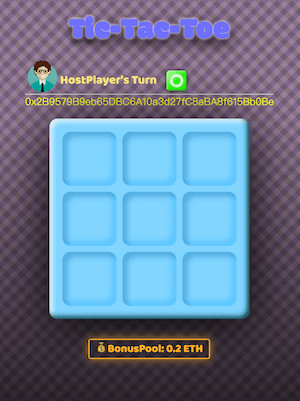 Tic-Tac-Toe
HostPlayer's Turn
0x2B9579B9eb65DBC6A10a3d27fC8aBA8f615Bb0Be
BonusPool: 0.2 ETH